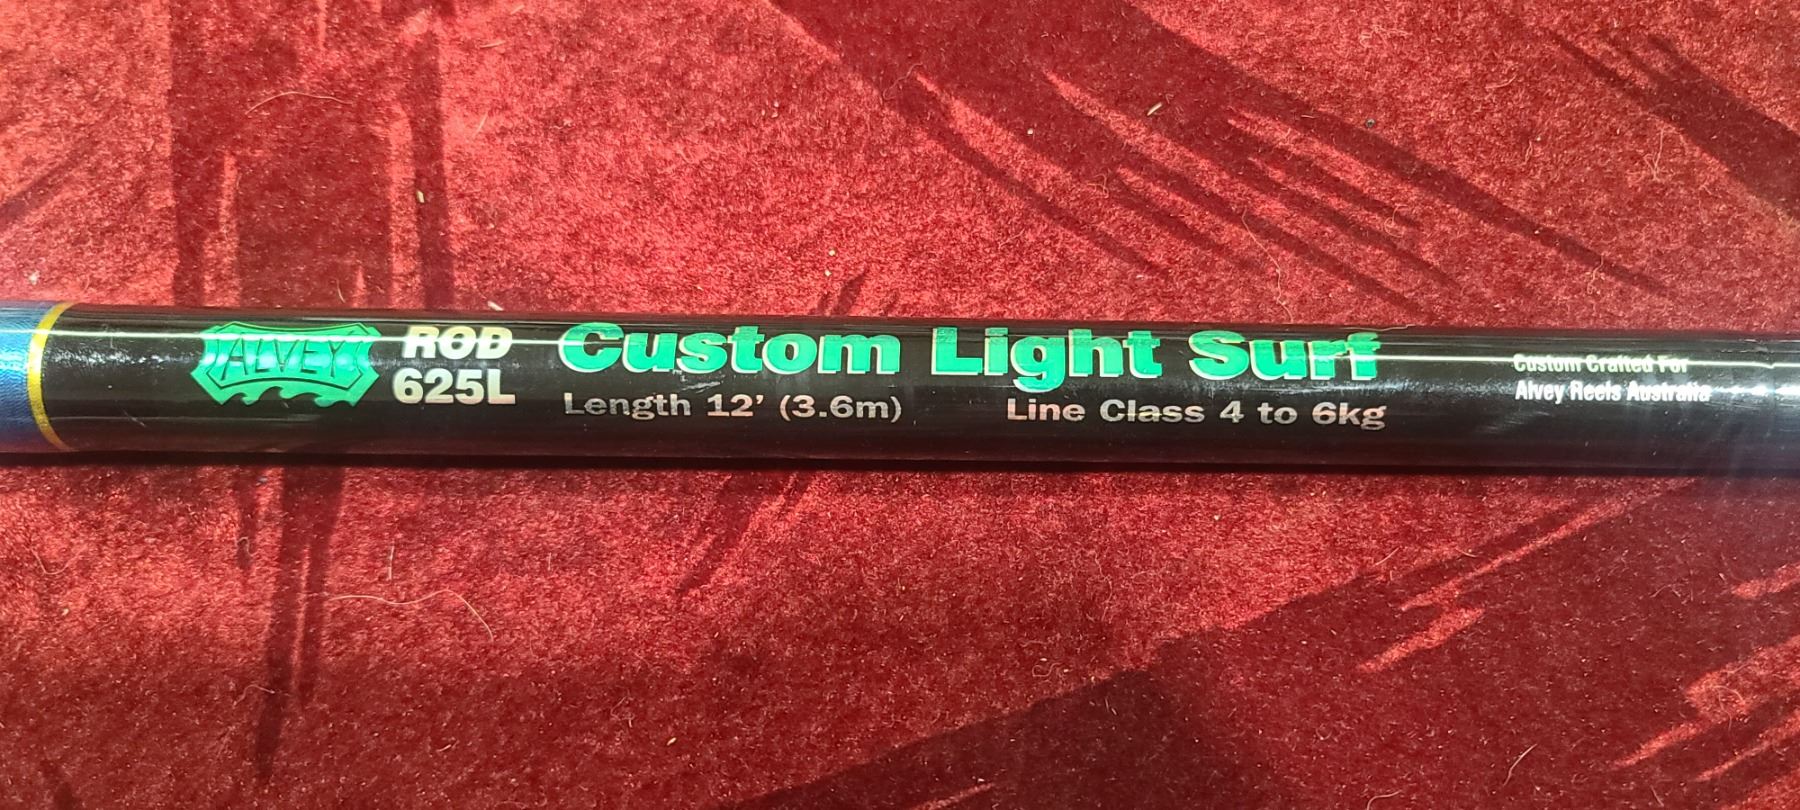 ALVEY
ROD
625L
Custom Light Surf
Length 12' (3.6m)
Line Class 4 to 6kg
Custom Crafted For
Alvey Reels Australia